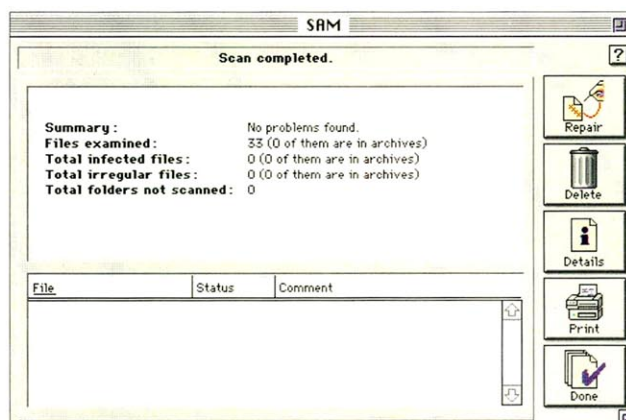 SAM
Scan completed.
?
Summary: No problems found.
Files examined: 33 (0 of them are in archives)
Total infected files: 0 (0 of them are in archives)
Total irregular files: 0 (0 of them are in archives)
Total folders not scanned: 0
File Status Comment
Repair
Delete
Details
Print
Done